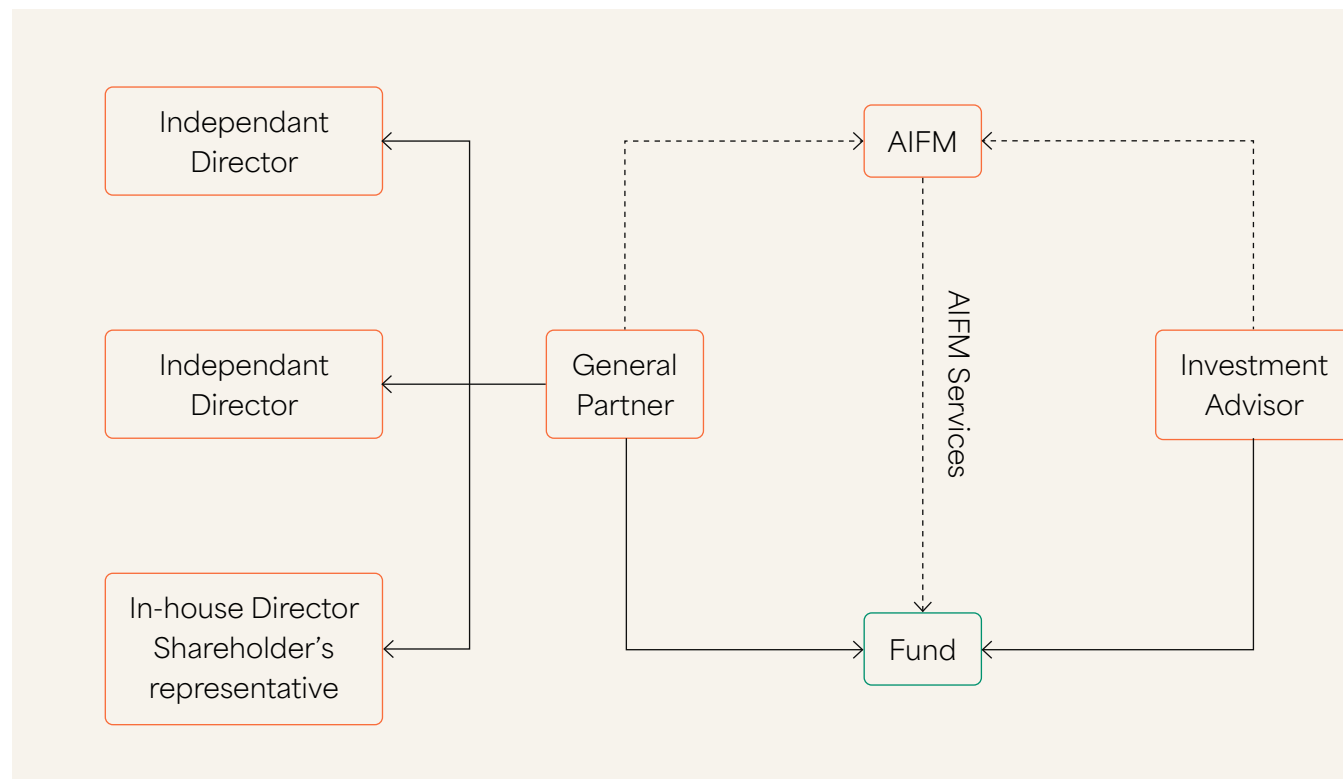 Independant
Director
AIFM
Independant
Director
General
Partner
AIFM Services
Investment
Advisor
In-house Director
Shareholder’s
representative
Fund